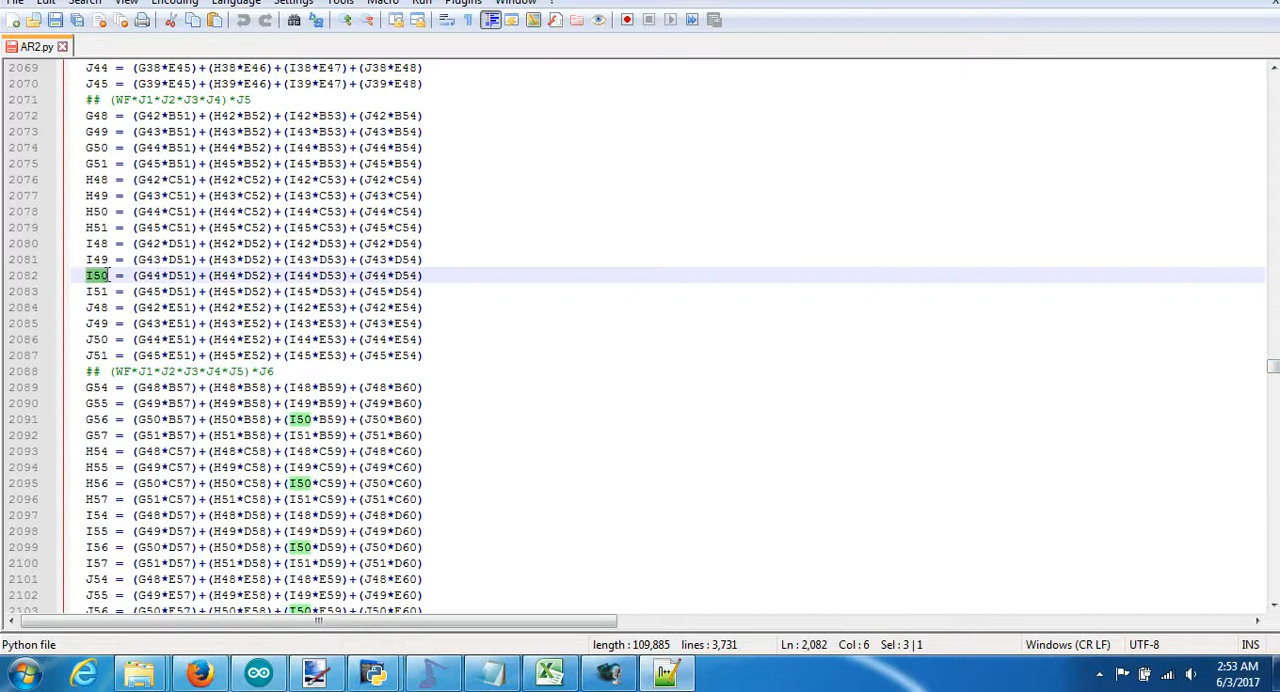 File Edit Search View Encoding Language Settings Tools Macro Run Plugins Window ?
AR2.py
2069 J44 = (G38*E45)+(H38*E46)+(I38*E47)+(J38*E48)
2070 J45 = (G39*E45)+(H39*E46)+(I39*E47)+(J39*E48)
2071 ## (WF*J1*J2*J3*J4)*J5
2072 G48 = (G42*B51)+(H42*B52)+(I42*B53)+(J42*B54)
2073 G49 = (G43*B51)+(H43*B52)+(I43*B53)+(J43*B54)
2074 G50 = (G44*B51)+(H44*B52)+(I44*B53)+(J44*B54)
2075 G51 = (G45*B51)+(H45*B52)+(I45*B53)+(J45*B54)
2076 H48 = (G42*C51)+(H42*C52)+(I42*C53)+(J42*C54)
2077 H49 = (G43*C51)+(H43*C52)+(I43*C53)+(J43*C54)
2078 H50 = (G44*C51)+(H44*C52)+(I44*C53)+(J44*C54)
2079 H51 = (G45*C51)+(H45*C52)+(I45*C53)+(J45*C54)
2080 I48 = (G42*D51)+(H42*D52)+(I42*D53)+(J42*D54)
2081 I49 = (G43*D51)+(H43*D52)+(I43*D53)+(J43*D54)
2082 I50 = (G44*D51)+(H44*D52)+(I44*D53)+(J44*D54)
2083 I51 = (G45*D51)+(H45*D52)+(I45*D53)+(J45*D54)
2084 J48 = (G42*E51)+(H42*E52)+(I42*E53)+(J42*E54)
2085 J49 = (G43*E51)+(H43*E52)+(I43*E53)+(J43*E54)
2086 J50 = (G44*E51)+(H44*E52)+(I44*E53)+(J44*E54)
2087 J51 = (G45*E51)+(H45*E52)+(I45*E53)+(J45*E54)
2088 ## (WF*J1*J2*J3*J4*J5)*J6
2089 G54 = (G48*B57)+(H48*B58)+(I48*B59)+(J48*B60)
2090 G55 = (G49*B57)+(H49*B58)+(I49*B59)+(J49*B60)
2091 G56 = (G50*B57)+(H50*B58)+(I50*B59)+(J50*B60)
2092 G57 = (G51*B57)+(H51*B58)+(I51*B59)+(J51*B60)
2093 H54 = (G48*C57)+(H48*C58)+(I48*C59)+(J48*C60)
2094 H55 = (G49*C57)+(H49*C58)+(I49*C59)+(J49*C60)
2095 H56 = (G50*C57)+(H50*C58)+(I50*C59)+(J50*C60)
2096 H57 = (G51*C57)+(H51*C58)+(I51*C59)+(J51*C60)
2097 I54 = (G48*D57)+(H48*D58)+(I48*D59)+(J48*D60)
2098 I55 = (G49*D57)+(H49*D58)+(I49*D59)+(J49*D60)
2099 I56 = (G50*D57)+(H50*D58)+(I50*D59)+(J50*D60)
2100 I57 = (G51*D57)+(H51*D58)+(I51*D59)+(J51*D60)
2101 J54 = (G48*E57)+(H48*E58)+(I48*E59)+(J48*E60)
2102 J55 = (G49*E57)+(H49*E58)+(I49*E59)+(J49*E60)
2103 J56 = (G50*E57)+(H50*E58)+(I50*E59)+(J50*E60)
Python file length : 109,885 lines : 3,731 Ln : 2,082 Col : 6 Sel : 3 | 1 Windows (CR LF) UTF-8 INS
2:53 AM
6/3/2017